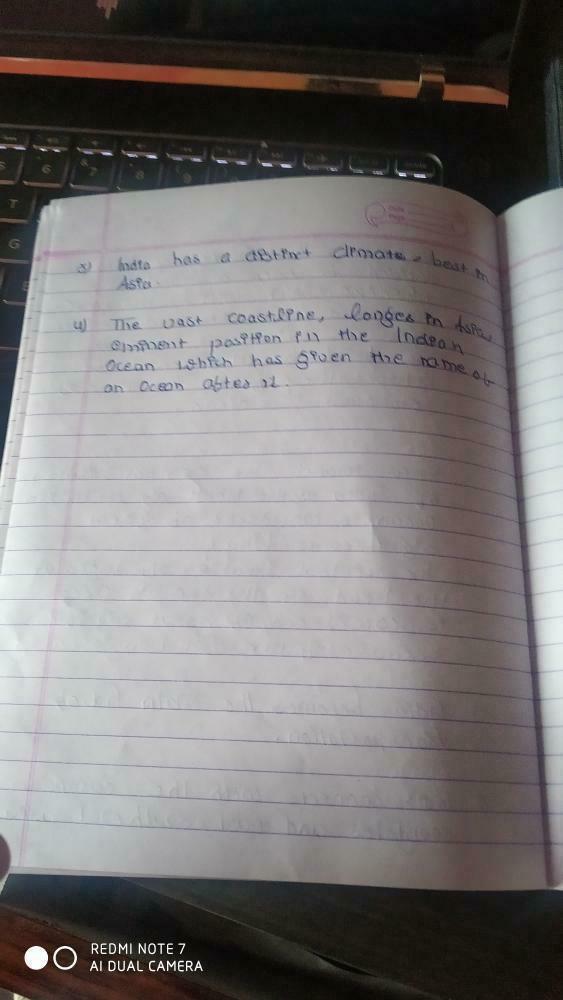 3) India has a distinct climate, best in
Asia.
4) The vast coastline, longes in Asia,
eminent position in the Indean
Ocean which has given the name of
an Ocean after it.
REDMI NOTE 7
AI DUAL CAMERA